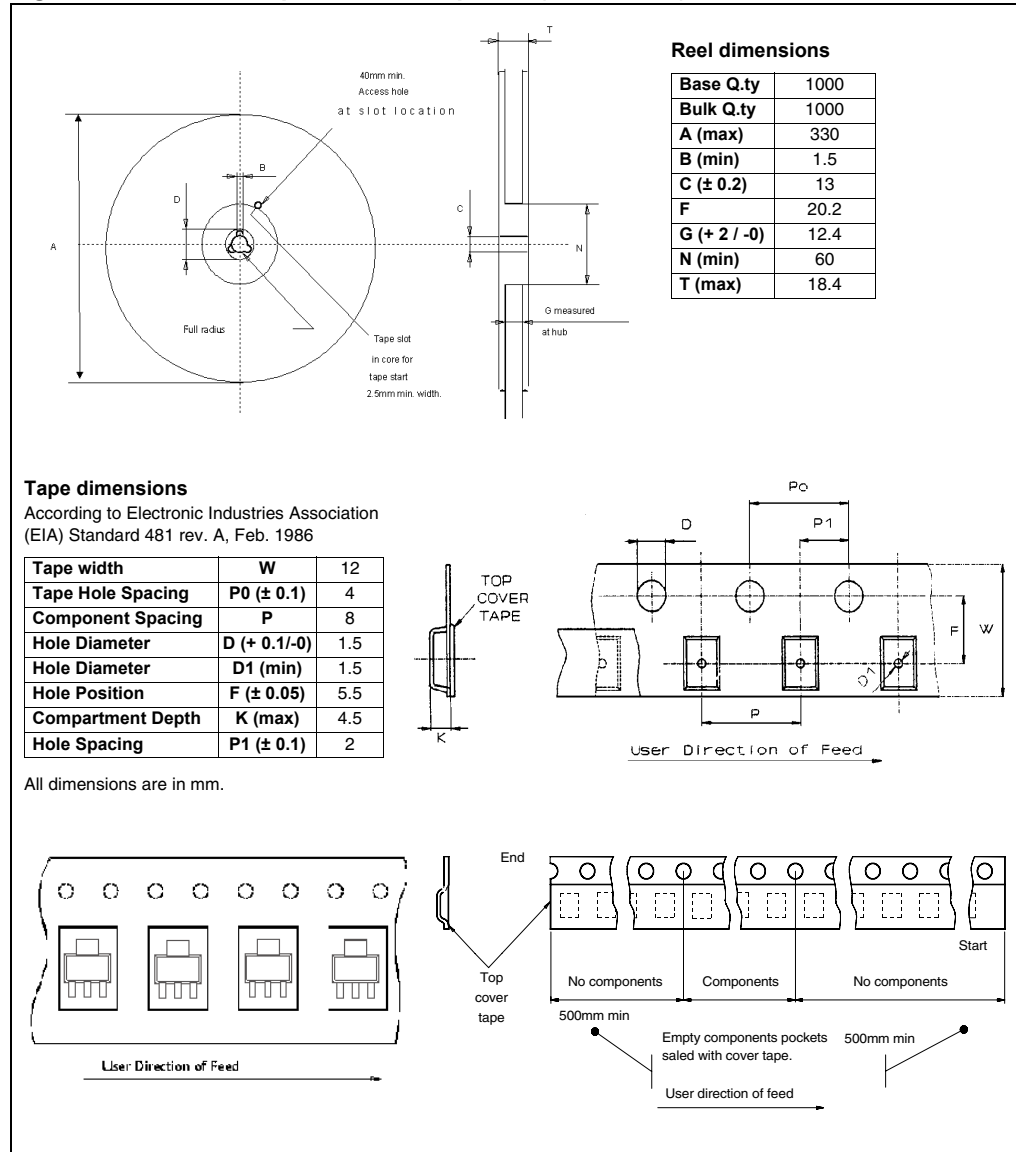 T
40mm min.
Access hole
at slot location
B
D
A
C
N
Full radius
Tape slot
in core for
tape start
2.5mm min. width.
G measured
at hub
Reel dimensions
Base Q.ty 1000
Bulk Q.ty 1000
A (max) 330
B (min) 1.5
C (± 0.2) 13
F 20.2
G (+ 2 / -0) 12.4
N (min) 60
T (max) 18.4
Tape dimensions
According to Electronic Industries Association
(EIA) Standard 481 rev. A, Feb. 1986
Tape width W 12
Tape Hole Spacing P0 (± 0.1) 4
Component Spacing P 8
Hole Diameter D (+ 0.1/-0) 1.5
Hole Diameter D1 (min) 1.5
Hole Position F (± 0.05) 5.5
Compartment Depth K (max) 4.5
Hole Spacing P1 (± 0.1) 2
All dimensions are in mm.
TOP
COVER
TAPE
K
Po
D
P1
F
W
D1
P
User Direction of Feed
User Direction of Feed
End
Start
Top
cover
tape
No components
Components
No components
500mm min
Empty components pockets
saled with cover tape.
500mm min
User direction of feed